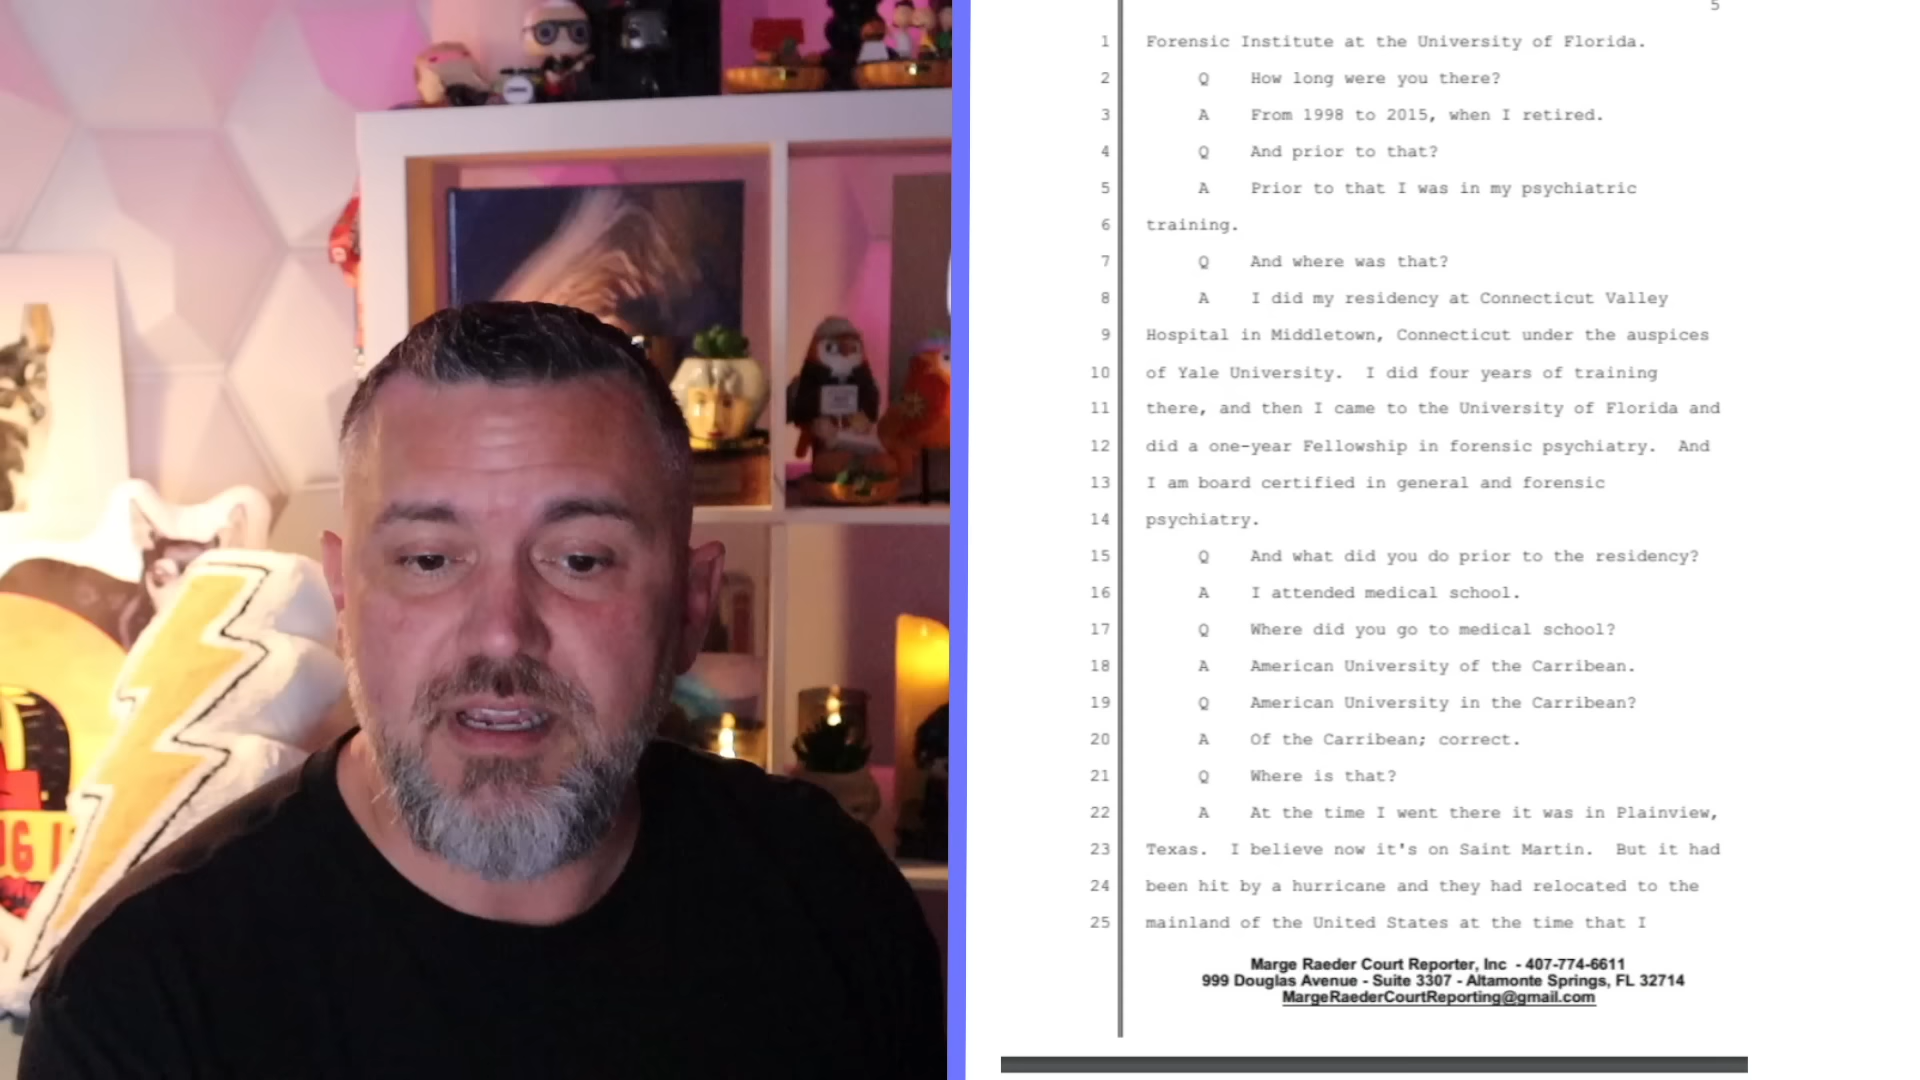 5
1 Forensic Institute at the University of Florida.
2 Q How long were you there?
3 A From 1998 to 2015, when I retired.
4 Q And prior to that?
5 A Prior to that I was in my psychiatric
6 training.
7 Q And where was that?
8 A I did my residency at Connecticut Valley
9 Hospital in Middletown, Connecticut under the auspices
10 of Yale University. I did four years of training
11 there, and then I came to the University of Florida and
12 did a one-year Fellowship in forensic psychiatry. And
13 I am board certified in general and forensic
14 psychiatry.
15 Q And what did you do prior to the residency?
16 A I attended medical school.
17 Q Where did you go to medical school?
18 A American University of the Carribean.
19 Q American University in the Carribean?
20 A Of the Carribean; correct.
21 Q Where is that?
22 A At the time I went there it was in Plainview,
23 Texas. I believe now it's on Saint Martin. But it had
24 been hit by a hurricane and they had relocated to the
25 mainland of the United States at the time that I
Marge Raeder Court Reporter, Inc - 407-774-6611
999 Douglas Avenue - Suite 3307 - Altamonte Springs, FL 32714
MargeRaederCourtReporting@gmail.com